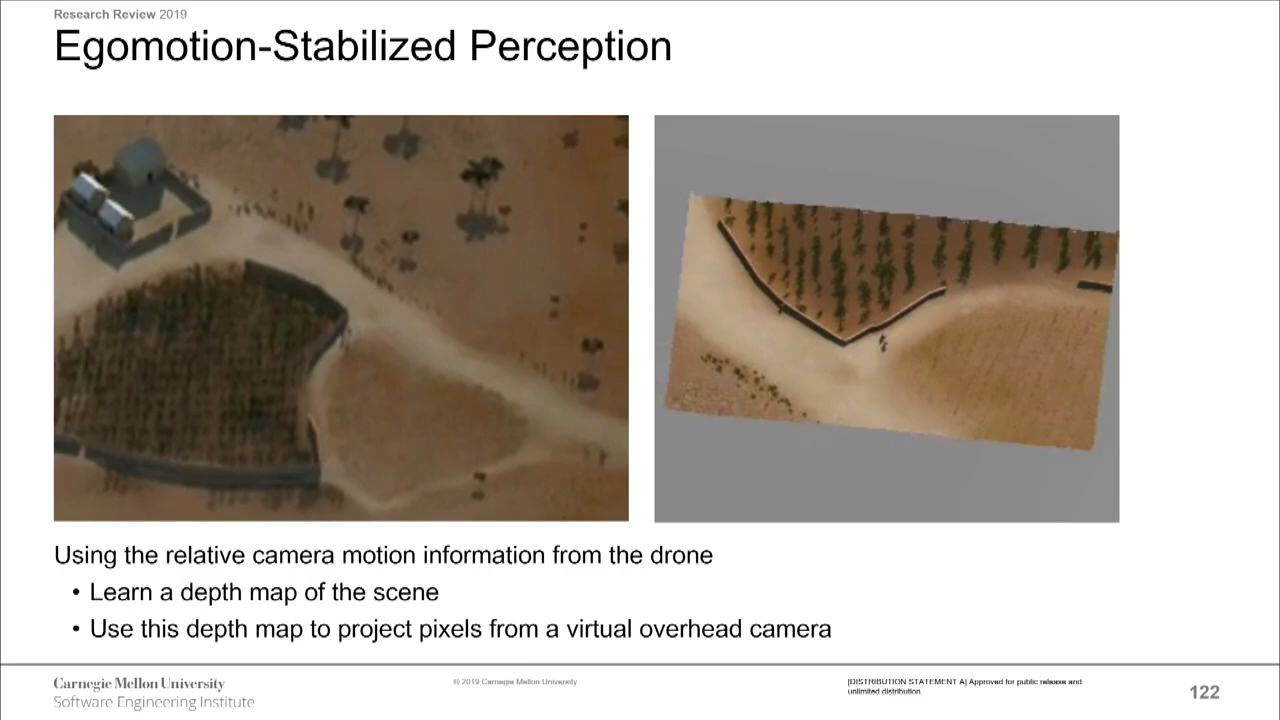 Research Review 2019
Egomotion-Stabilized Perception
Using the relative camera motion information from the drone
• Learn a depth map of the scene
• Use this depth map to project pixels from a virtual overhead camera
Carnegie Mellon University
Software Engineering Institute
© 2019 Carnegie Mellon University
[DISTRIBUTION STATEMENT A] Approved for public release and
unlimited distribution.
122